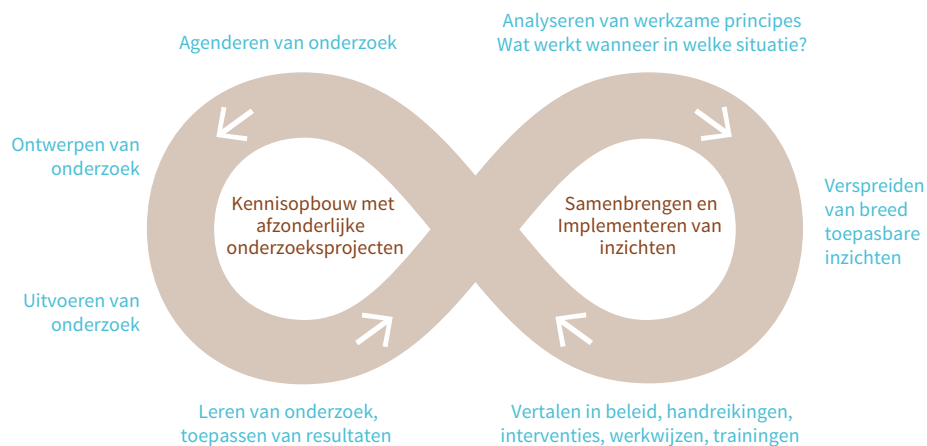 Agenderen van onderzoek
Ontwerpen van
onderzoek
Uitvoeren van
onderzoek
Leren van onderzoek,
toepassen van resultaten
Kennisopbouw met
afzonderlijke
onderzoeksprojecten
Analyseren van werkzame principes
Wat werkt wanneer in welke situatie?
Verspreiden
van breed
toepasbare
inzichten
Vertalen in beleid, handreikingen,
interventies, werkwijzen, trainingen
Samenbrengen en
Implementeren van
inzichten